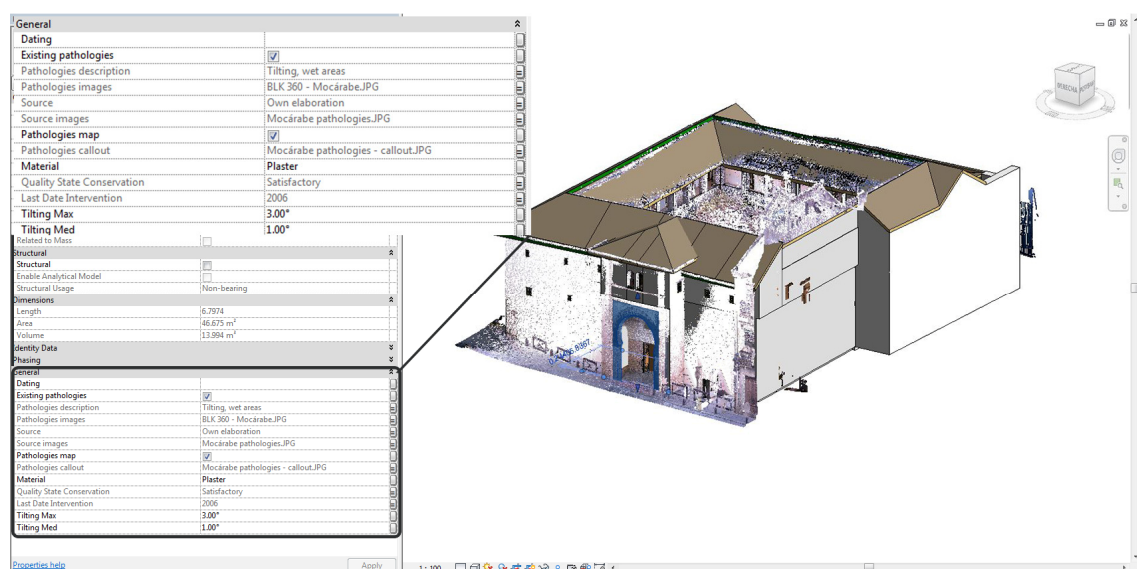 General
Dating
Existing pathologies
Pathologies description Tilting, wet areas
Pathologies images BLK 360 - Mocárabe.JPG
Source Own elaboration
Source images Mocárabe pathologies.JPG
Pathologies map
Pathologies callout Mocárabe pathologies - callout.JPG
Material Plaster
Quality State Conservation Satisfactory
Last Date Intervention 2006
Tilting Max 3.00°
Tilting Med 1.00°
Related to Mass
Structural
Structural
Enable Analytical Model
Structural Usage Non-bearing
Dimensions
Length 6.7974
Area 46.675 m²
Volume 13.994 m³
Identity Data
Phasing
General
Dating
Existing pathologies
Pathologies description Tilting, wet areas
Pathologies images BLK 360 - Mocárabe.JPG
Source Own elaboration
Source images Mocárabe pathologies.JPG
Pathologies map
Pathologies callout Mocárabe pathologies - callout.JPG
Material Plaster
Quality State Conservation Satisfactory
Last Date Intervention 2006
Tilting Max 3.00°
Tilting Med 1.00°
Properties help Apply
DERECHA
1 : 100